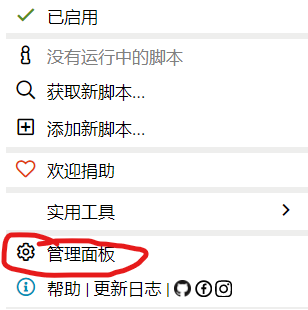 已启用
没有运行中的脚本
获取新脚本...
添加新脚本...
欢迎捐助
实用工具
管理面板
帮助 | 更新日志 |